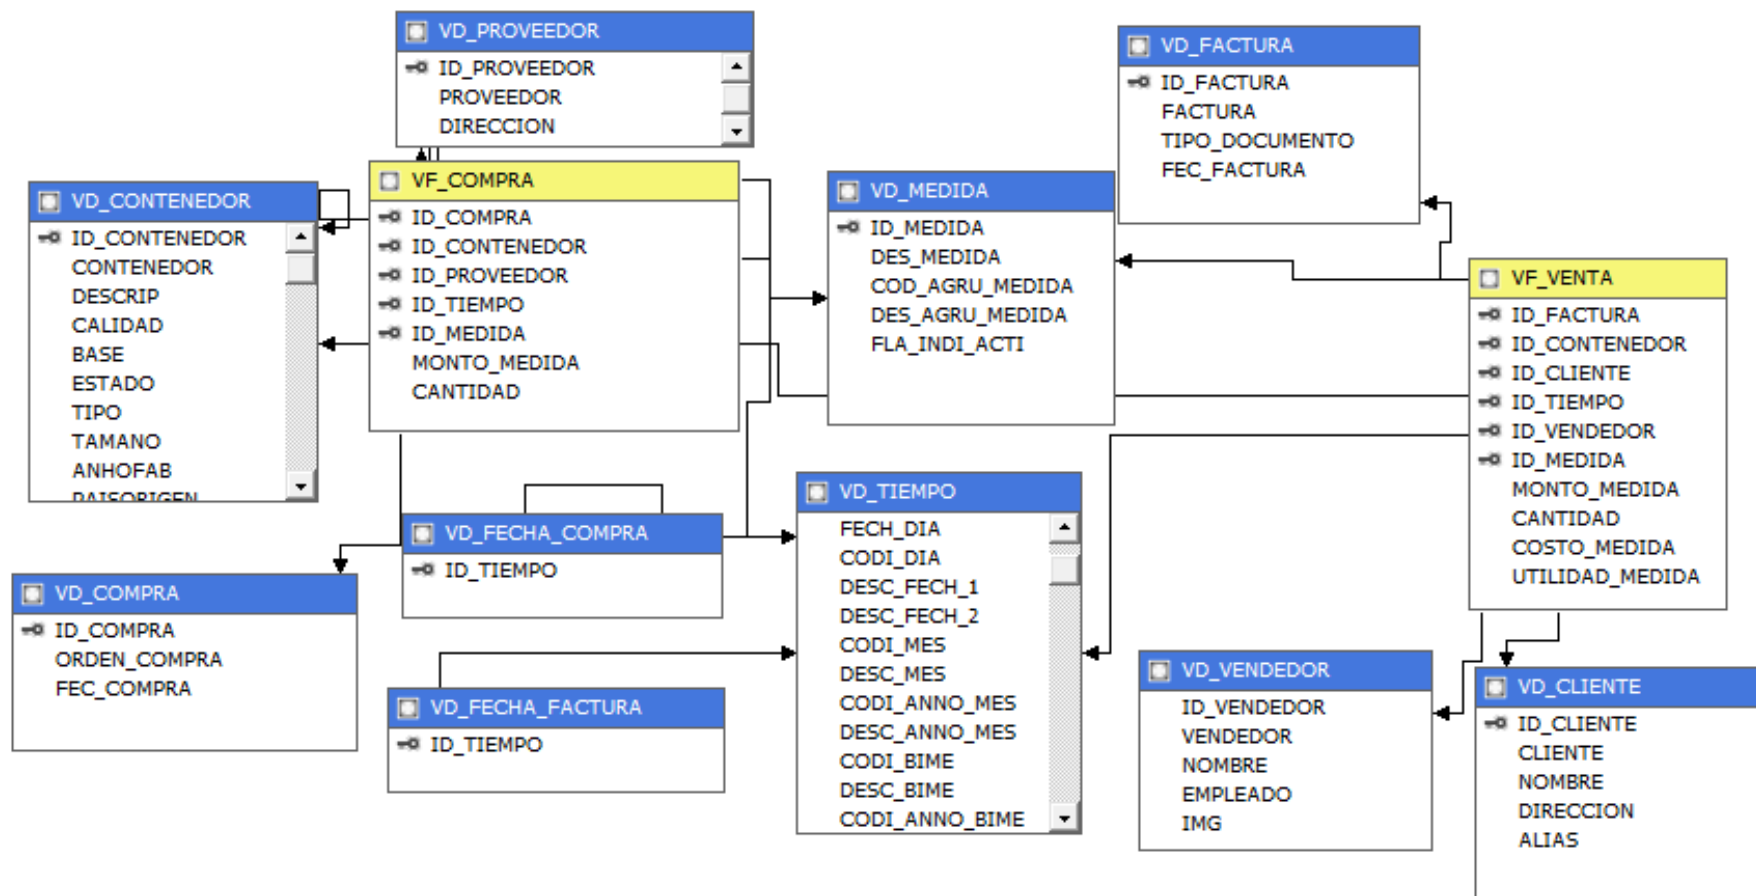 VD_PROVEEDOR
ID_PROVEEDOR
PROVEEDOR
DIRECCION
VD_FACTURA
ID_FACTURA
FACTURA
TIPO_DOCUMENTO
FEC_FACTURA
VD_CONTENEDOR
ID_CONTENEDOR
CONTENEDOR
DESCRIP
CALIDAD
BASE
ESTADO
TIPO
TAMANO
ANHOFAB
PAISORIGEN
VF_COMPRA
ID_COMPRA
ID_CONTENEDOR
ID_PROVEEDOR
ID_TIEMPO
ID_MEDIDA
MONTO_MEDIDA
CANTIDAD
VD_MEDIDA
ID_MEDIDA
DES_MEDIDA
COD_AGRU_MEDIDA
DES_AGRU_MEDIDA
FLA_INDI_ACTI
VF_VENTA
ID_FACTURA
ID_CONTENEDOR
ID_CLIENTE
ID_TIEMPO
ID_VENDEDOR
ID_MEDIDA
MONTO_MEDIDA
CANTIDAD
COSTO_MEDIDA
UTILIDAD_MEDIDA
VD_FECHA_COMPRA
ID_TIEMPO
VD_TIEMPO
FECH_DIA
CODI_DIA
DESC_FECH_1
DESC_FECH_2
CODI_MES
DESC_MES
CODI_ANNO_MES
DESC_ANNO_MES
CODI_BIME
DESC_BIME
CODI_ANNO_BIME
VD_COMPRA
ID_COMPRA
ORDEN_COMPRA
FEC_COMPRA
VD_FECHA_FACTURA
ID_TIEMPO
VD_VENDEDOR
ID_VENDEDOR
VENDEDOR
NOMBRE
EMPLEADO
IMG
VD_CLIENTE
ID_CLIENTE
CLIENTE
NOMBRE
DIRECCION
ALIAS